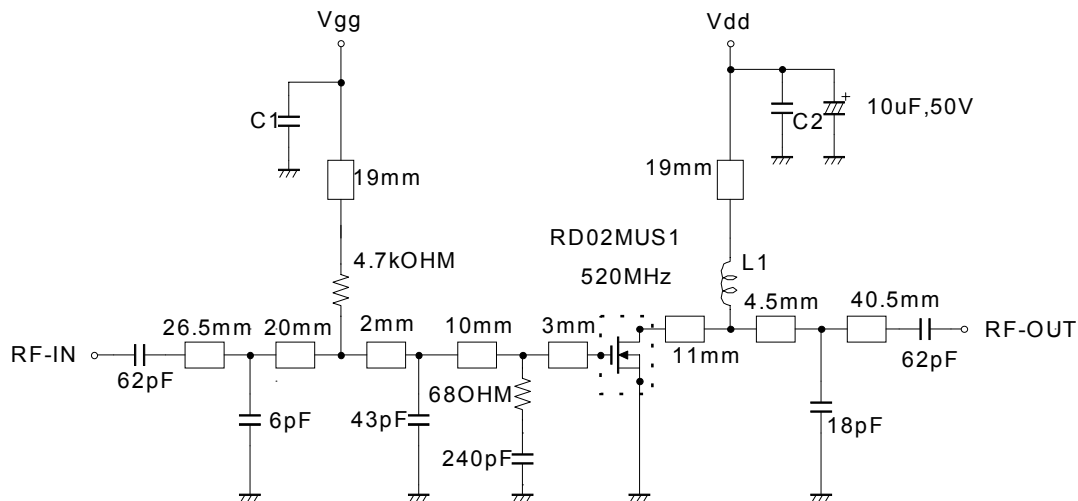 Vgg
Vdd
C1
C2
10uF,50V
+
19mm
19mm
RD02MUS1
520MHz
4.7kOHM
L1
26.5mm
20mm
2mm
10mm
3mm
4.5mm
40.5mm
RF-IN
11mm
RF-OUT
62pF
62pF
68OHM
6pF
43pF
18pF
240pF